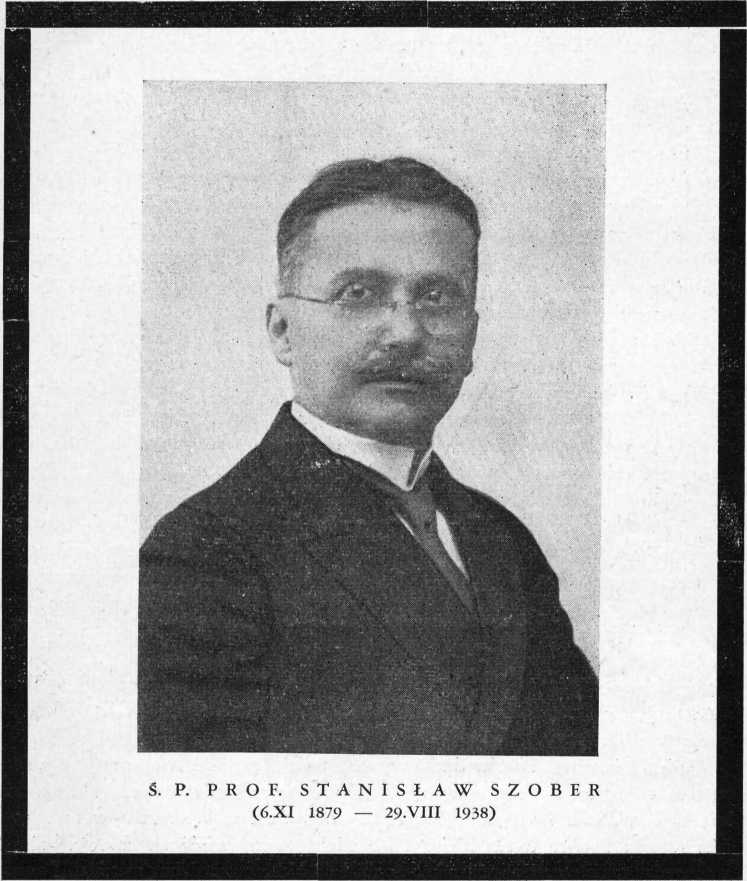 Ś. P. PROF. STANISŁAW SZOBER
(6.XI 1879 — 29.VIII 1938)